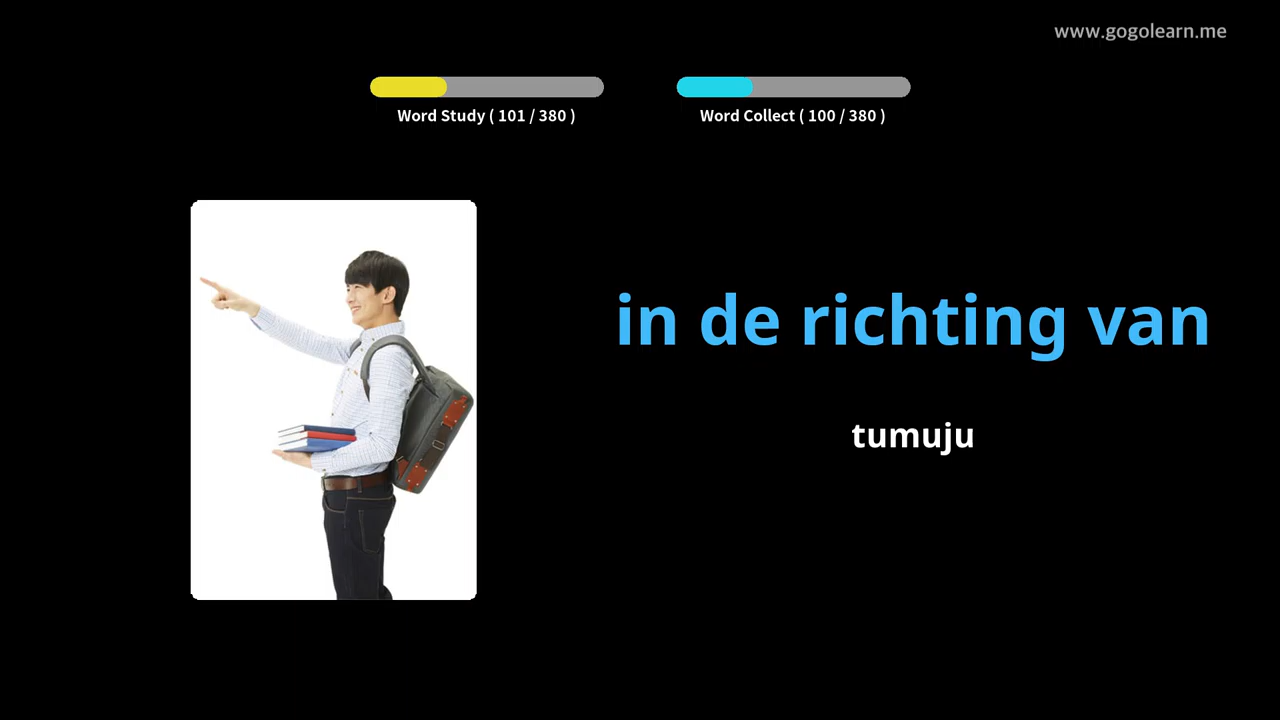 www.gogolearn.me
Word Study ( 101 / 380 )
Word Collect ( 100 / 380 )
in de richting van
tumuju